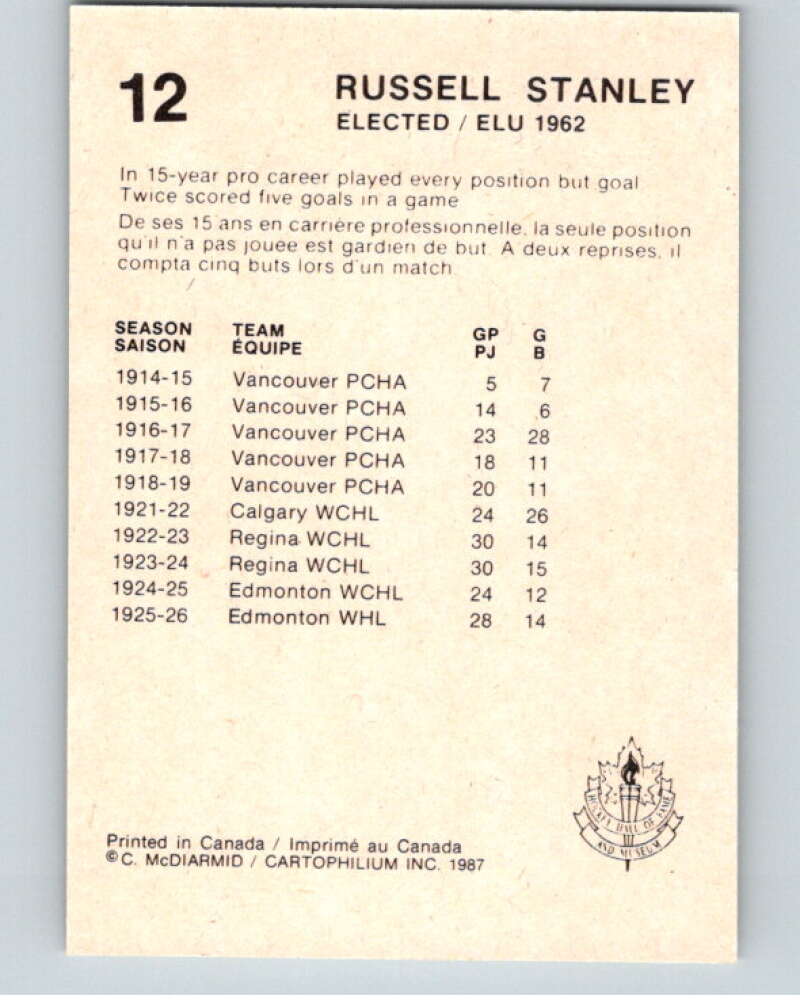 12
RUSSELL STANLEY
ELECTED / ELU 1962
In 15-year pro career played every position but goal
Twice scored five goals in a game
De ses 15 ans en carrière professionnelle, la seule position
qu'il n'a pas jouée est gardien de but. A deux reprises, il
compta cinq buts lors d'un match
SEASON TEAM GP G
SAISON ÉQUIPE PJ B
1914-15 Vancouver PCHA 5 7
1915-16 Vancouver PCHA 14 6
1916-17 Vancouver PCHA 23 28
1917-18 Vancouver PCHA 18 11
1918-19 Vancouver PCHA 20 11
1921-22 Calgary WCHL 24 26
1922-23 Regina WCHL 30 14
1923-24 Regina WCHL 30 15
1924-25 Edmonton WCHL 24 12
1925-26 Edmonton WHL 28 14
HOCKEY HALL OF FAME
AND MUSEUM
Printed in Canada / Imprimé au Canada
©C. McDIARMID / CARTOPHILIUM INC. 1987